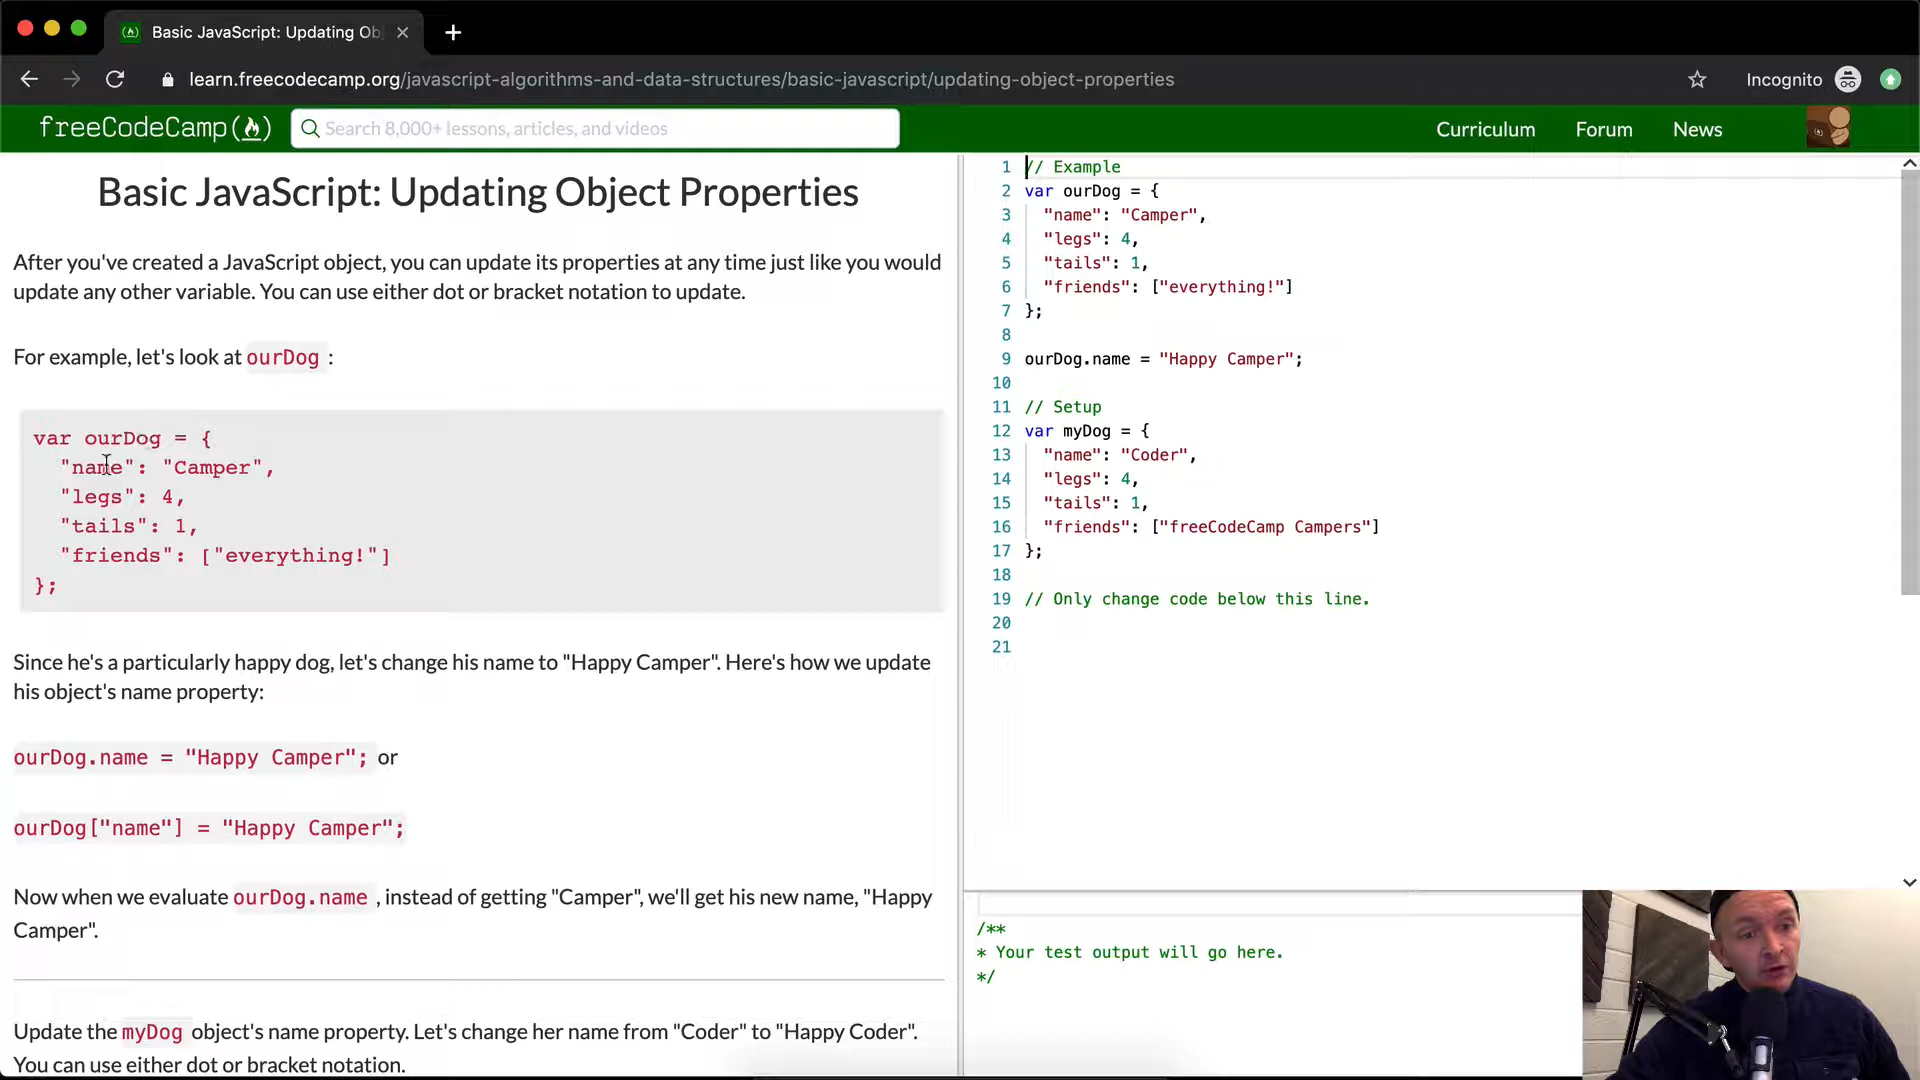 Basic JavaScript: Updating Ob
learn.freecodecamp.org/javascript-algorithms-and-data-structures/basic-javascript/updating-object-properties
Incognito
freeCodeCamp
Search 8,000+ lessons, articles, and videos
Curriculum
Forum
News
Basic JavaScript: Updating Object Properties
After you've created a JavaScript object, you can update its properties at any time just like you would
update any other variable. You can use either dot or bracket notation to update.
For example, let's look at ourDog :
var ourDog = {
"name": "Camper",
"legs": 4,
"tails": 1,
"friends": ["everything!"]
};
Since he's a particularly happy dog, let's change his name to "Happy Camper". Here's how we update
his object's name property:
ourDog.name = "Happy Camper"; or
ourDog["name"] = "Happy Camper";
Now when we evaluate ourDog.name , instead of getting "Camper", we'll get his new name, "Happy
Camper".
Update the myDog object's name property. Let's change her name from "Coder" to "Happy Coder".
You can use either dot or bracket notation.
1 // Example
2 var ourDog = {
3 "name": "Camper",
4 "legs": 4,
5 "tails": 1,
6 "friends": ["everything!"]
7 };
8
9 ourDog.name = "Happy Camper";
10
11 // Setup
12 var myDog = {
13 "name": "Coder",
14 "legs": 4,
15 "tails": 1,
16 "friends": ["freeCodeCamp Campers"]
17 };
18
19 // Only change code below this line.
20
21
/**
* Your test output will go here.
*/